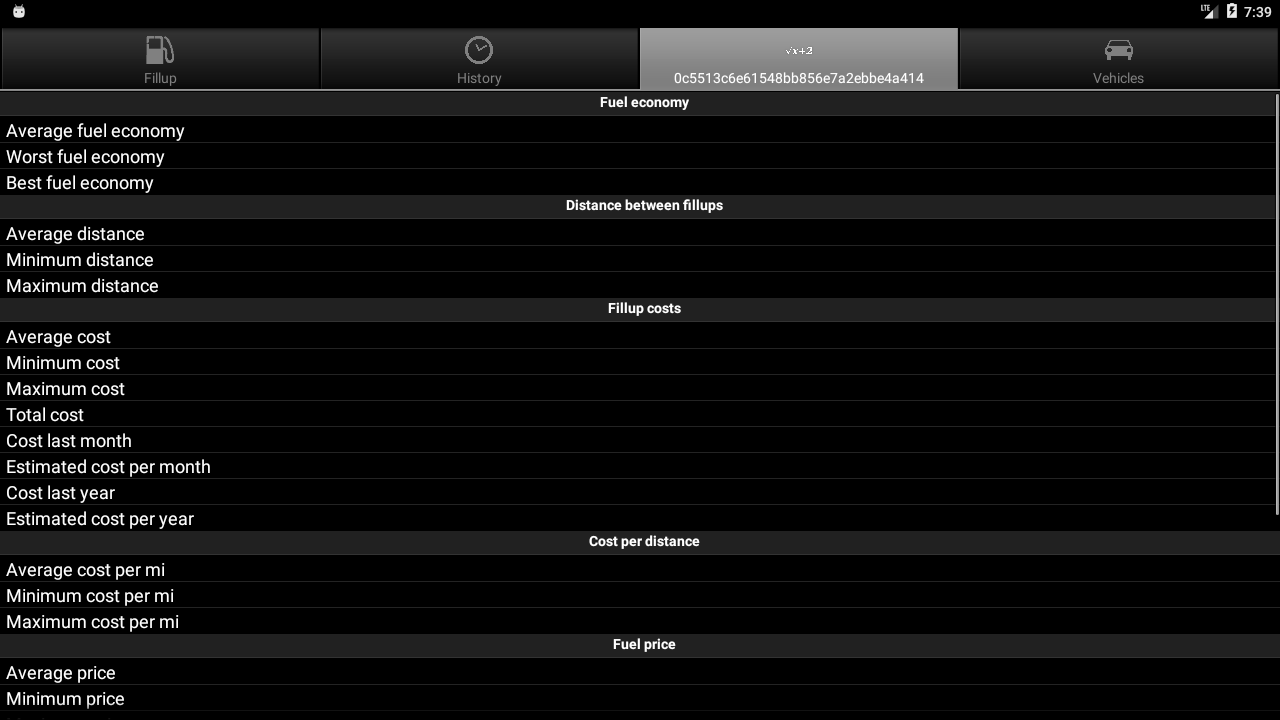 LTE 7:39
Fillup
History
√x+2
0c5513c6e61548bb856e7a2ebbe4a414
Vehicles
Fuel economy
Average fuel economy
Worst fuel economy
Best fuel economy
Distance between fillups
Average distance
Minimum distance
Maximum distance
Fillup costs
Average cost
Minimum cost
Maximum cost
Total cost
Cost last month
Estimated cost per month
Cost last year
Estimated cost per year
Cost per distance
Average cost per mi
Minimum cost per mi
Maximum cost per mi
Fuel price
Average price
Minimum price